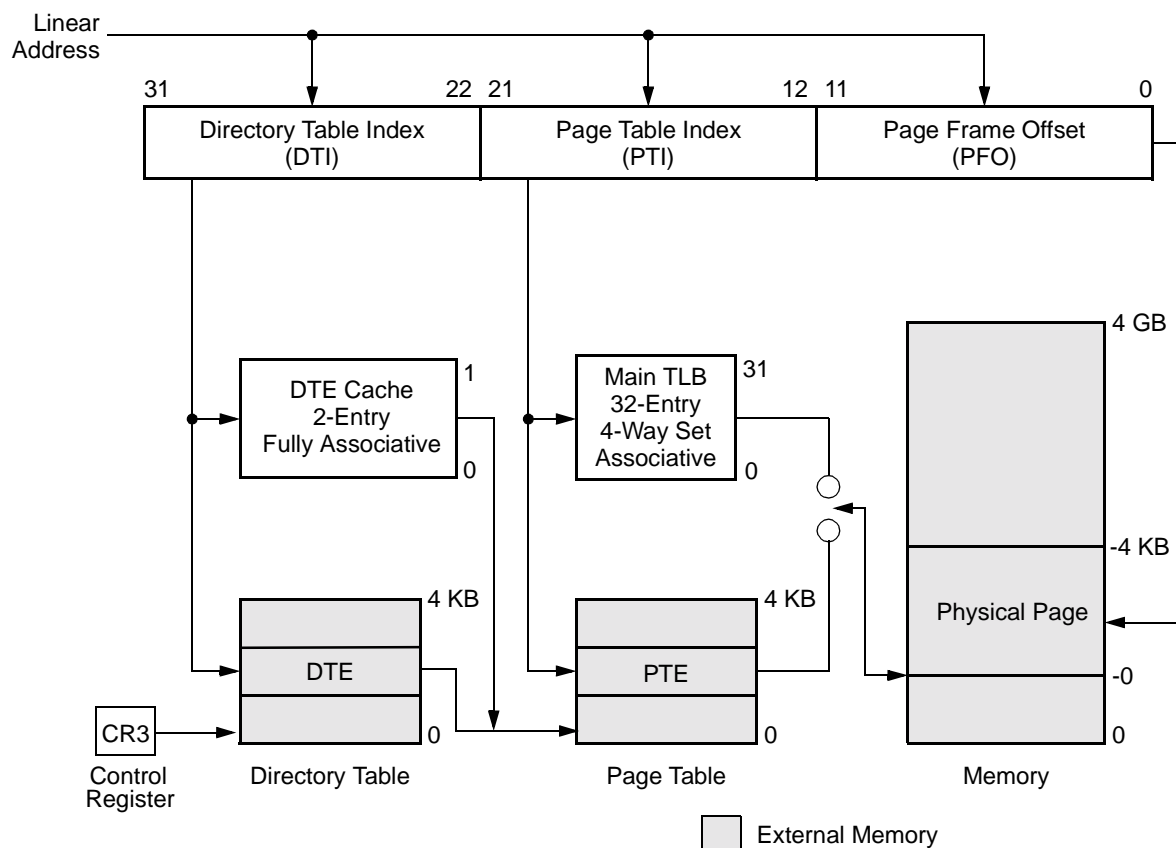 Linear
Address
31
22
21
12
11
0
Directory Table Index
(DTI)
Page Table Index
(PTI)
Page Frame Offset
(PFO)
4 GB
DTE Cache
2-Entry
Fully Associative
1
0
Main TLB
32-Entry
4-Way Set
Associative
31
0
-4 KB
4 KB
DTE
0
4 KB
PTE
0
Physical Page
-0
0
CR3
Control
Register
Directory Table
Page Table
Memory
External Memory